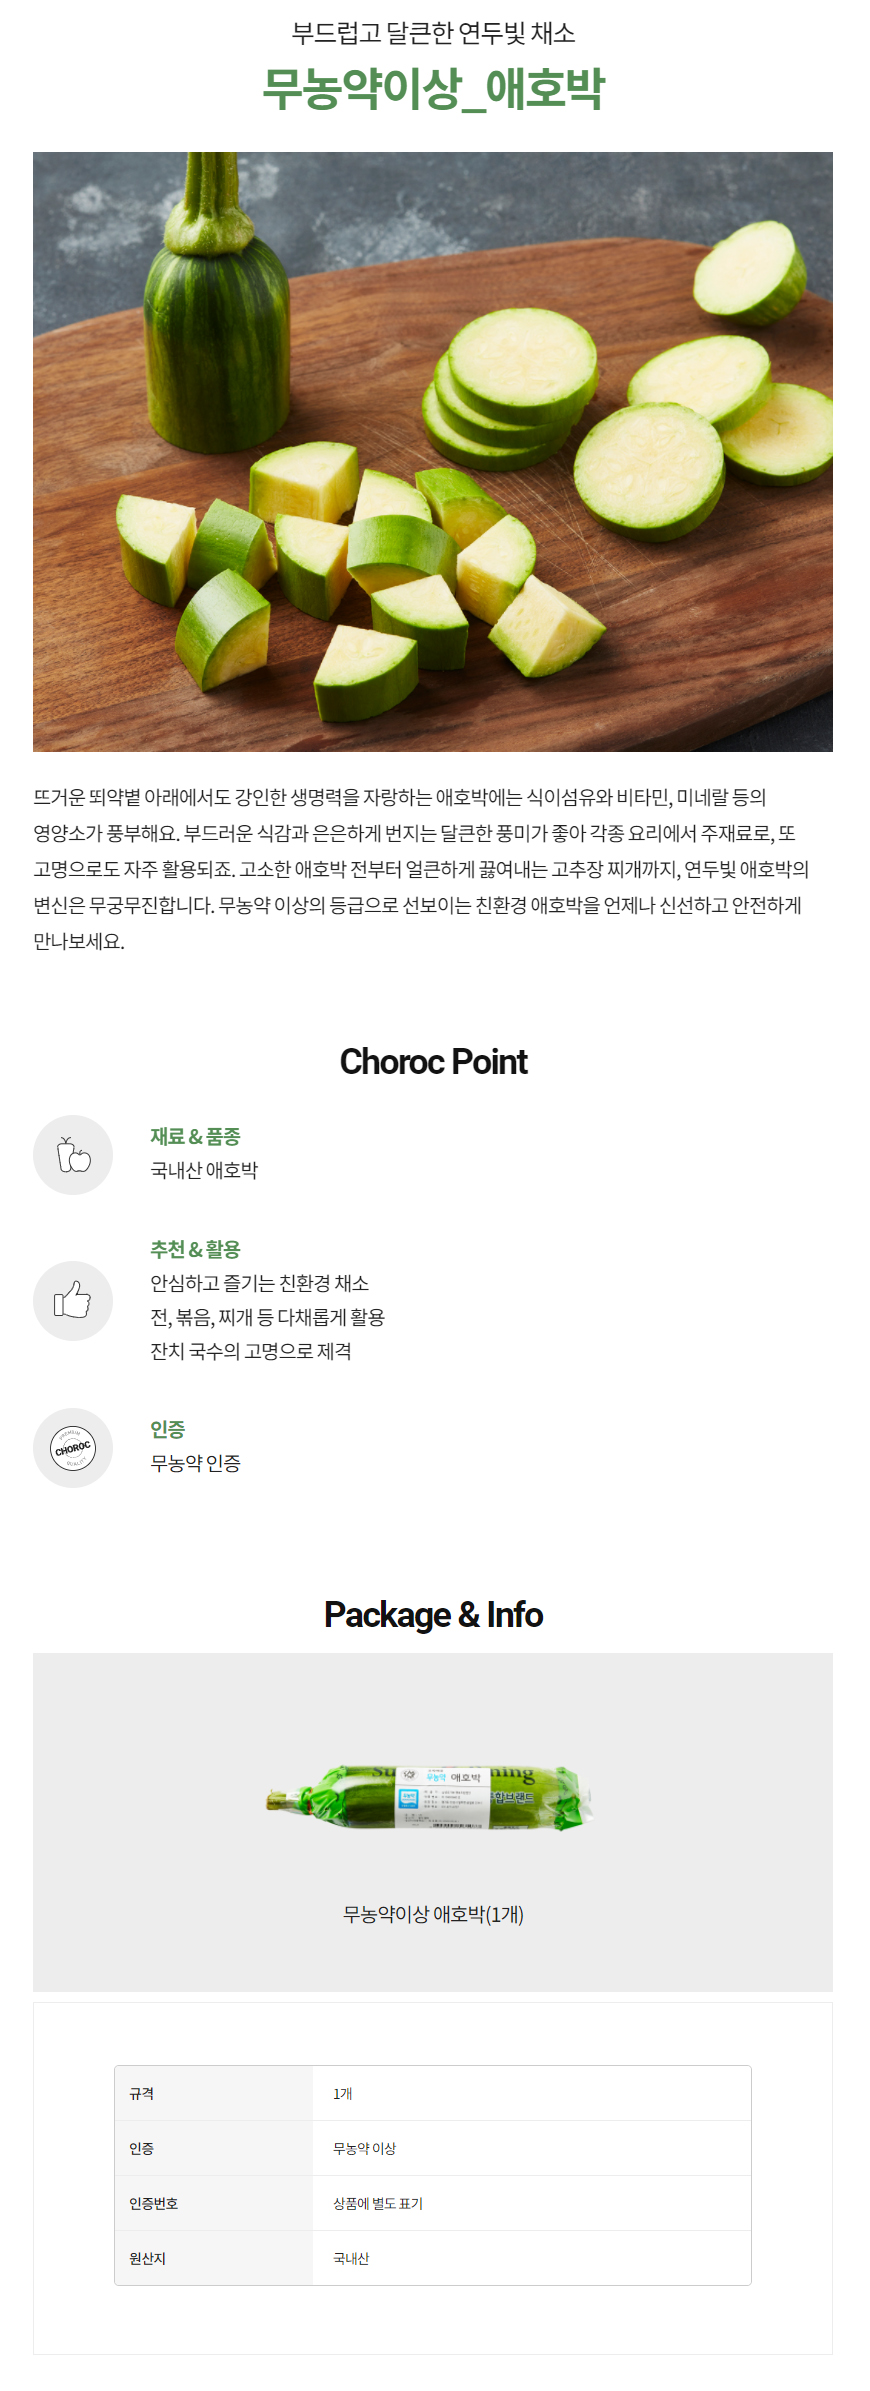 부드럽고 달큰한 연두빛 채소
무농약이상_애호박
뜨거운 뙤약볕 아래에서도 강인한 생명력을 자랑하는 애호박에는 식이섬유와 비타민, 미네랄 등의
영양소가 풍부해요. 부드러운 식감과 은은하게 번지는 달큰한 풍미가 좋아 각종 요리에서 주재료로, 또
고명으로도 자주 활용되죠. 고소한 애호박 전부터 얼큰하게 끓여내는 고추장 찌개까지, 연두빛 애호박의
변신은 무궁무진합니다. 무농약 이상의 등급으로 선보이는 친환경 애호박을 언제나 신선하고 안전하게
만나보세요.
Choroc Point
재료 & 품종
국내산 애호박
추천 & 활용
안심하고 즐기는 친환경 채소
전, 볶음, 찌개 등 다채롭게 활용
잔치 국수의 고명으로 제격
PREMIUM
CHOROC
QUALITY
인증
무농약 인증
Package & Info
무농약 애호박
무농약이상 애호박(1개)
규격 1개
인증 무농약 이상
인증번호 상품에 별도 표기
원산지 국내산